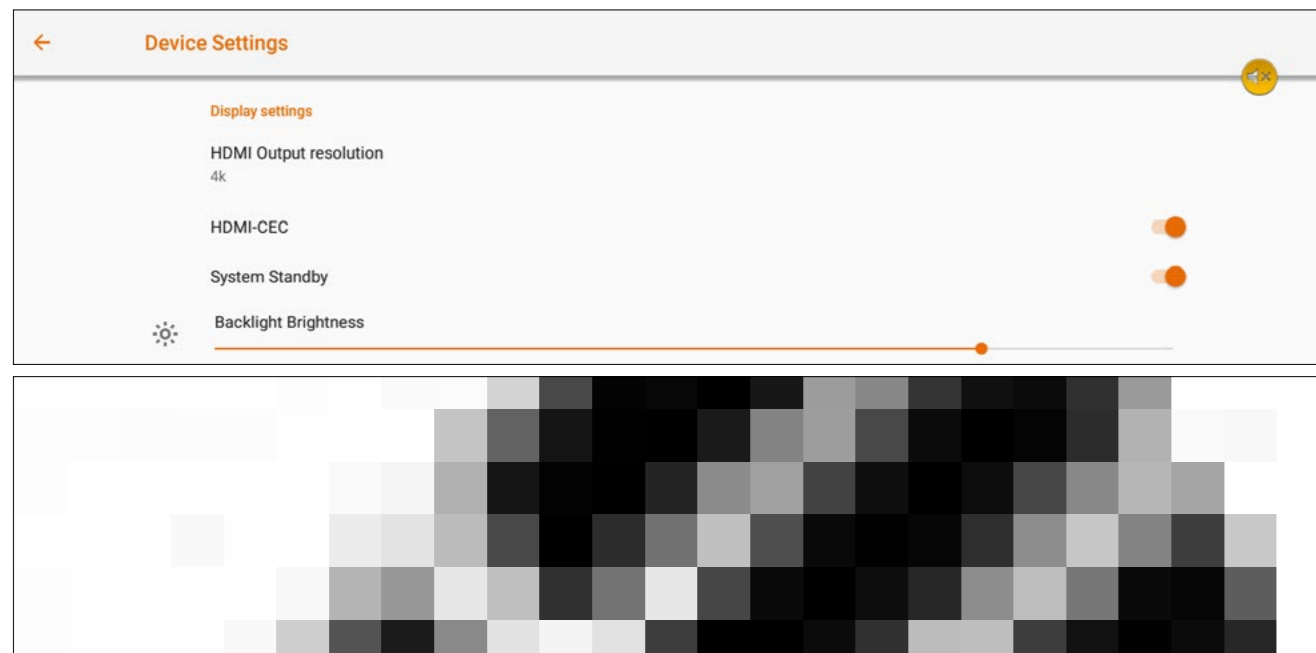 Device Settings
Display settings
HDMI Output resolution
4k
HDMI-CEC
System Standby
Backlight Brightness